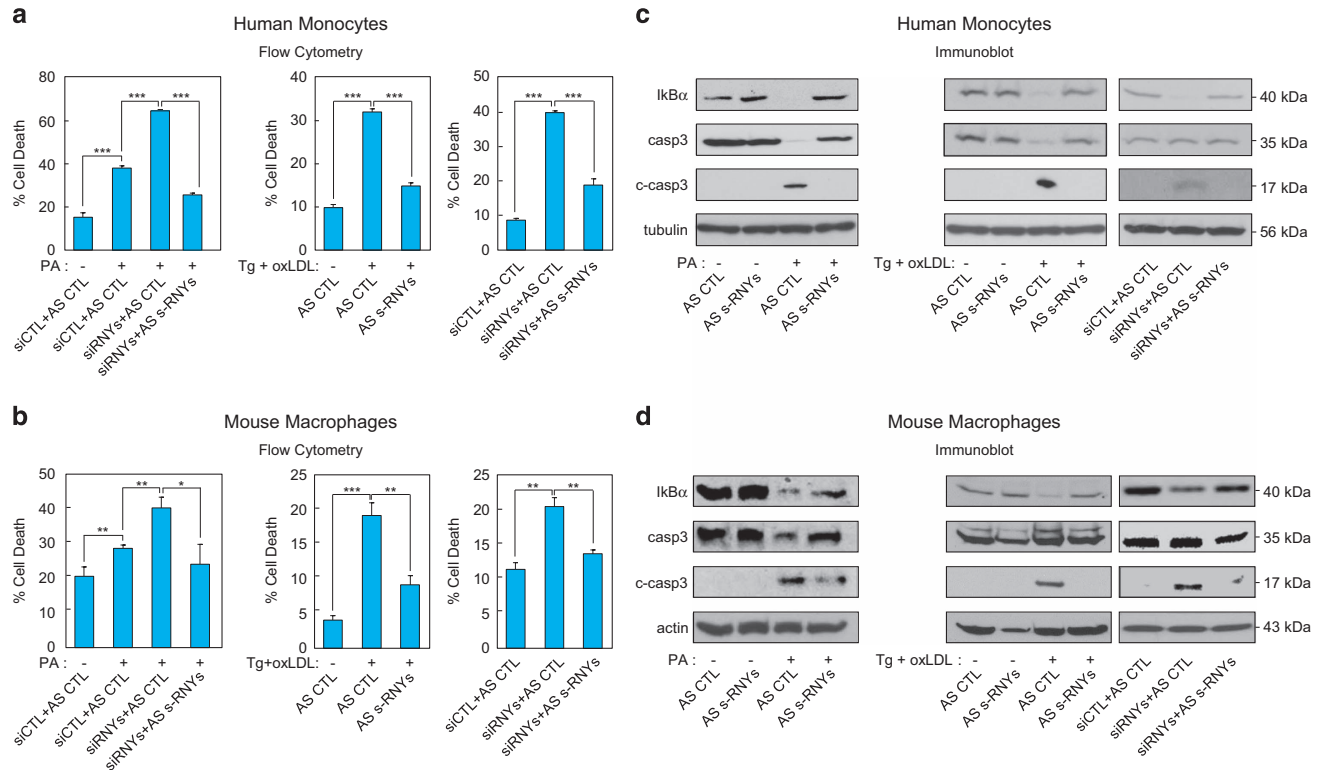 a
Human Monocytes
Flow Cytometry
% Cell Death
80
60
40
20
0
***
***
***
PA : - + + +
siCTL+AS CTL
siCTL+AS CTL
siRNYs+AS CTL
siRNYs+AS s-RNYs
% Cell Death
40
30
20
10
0
***
***
Tg + oxLDL: - + +
AS CTL
AS CTL
AS s-RNYs
% Cell Death
50
40
30
20
10
0
***
***
siCTL+AS CTL
siRNYs+AS CTL
siRNYs+AS s-RNYs
b
Mouse Macrophages
Flow Cytometry
% Cell Death
50
40
30
20
10
0
**
**
*
PA : - + + +
siCTL+AS CTL
siCTL+AS CTL
siRNYs+AS CTL
siRNYs+AS s-RNYs
% Cell Death
25
20
15
10
5
0
***
**
Tg+oxLDL: - + +
AS CTL
AS CTL
AS s-RNYs
% Cell Death
25
20
15
10
5
0
**
**
siCTL+AS CTL
siRNYs+AS CTL
siRNYs+AS s-RNYs
c
Human Monocytes
Immunoblot
IkBα
40 kDa
casp3
35 kDa
c-casp3
17 kDa
tubulin
56 kDa
PA : - - + +
AS CTL
AS s-RNYs
AS CTL
AS s-RNYs
Tg + oxLDL: - - + +
AS CTL
AS s-RNYs
AS CTL
AS s-RNYs
siCTL+AS CTL
siRNYs+AS CTL
siRNYs+AS s-RNYs
d
Mouse Macrophages
Immunoblot
IkBα
40 kDa
casp3
35 kDa
c-casp3
17 kDa
actin
43 kDa
PA : - - + +
AS CTL
AS s-RNYs
AS CTL
AS s-RNYs
Tg + oxLDL : - - + +
AS CTL
AS s-RNYs
AS CTL
AS s-RNYs
siCTL+AS CTL
siRNYs+AS CTL
siRNYs+AS s-RNYs